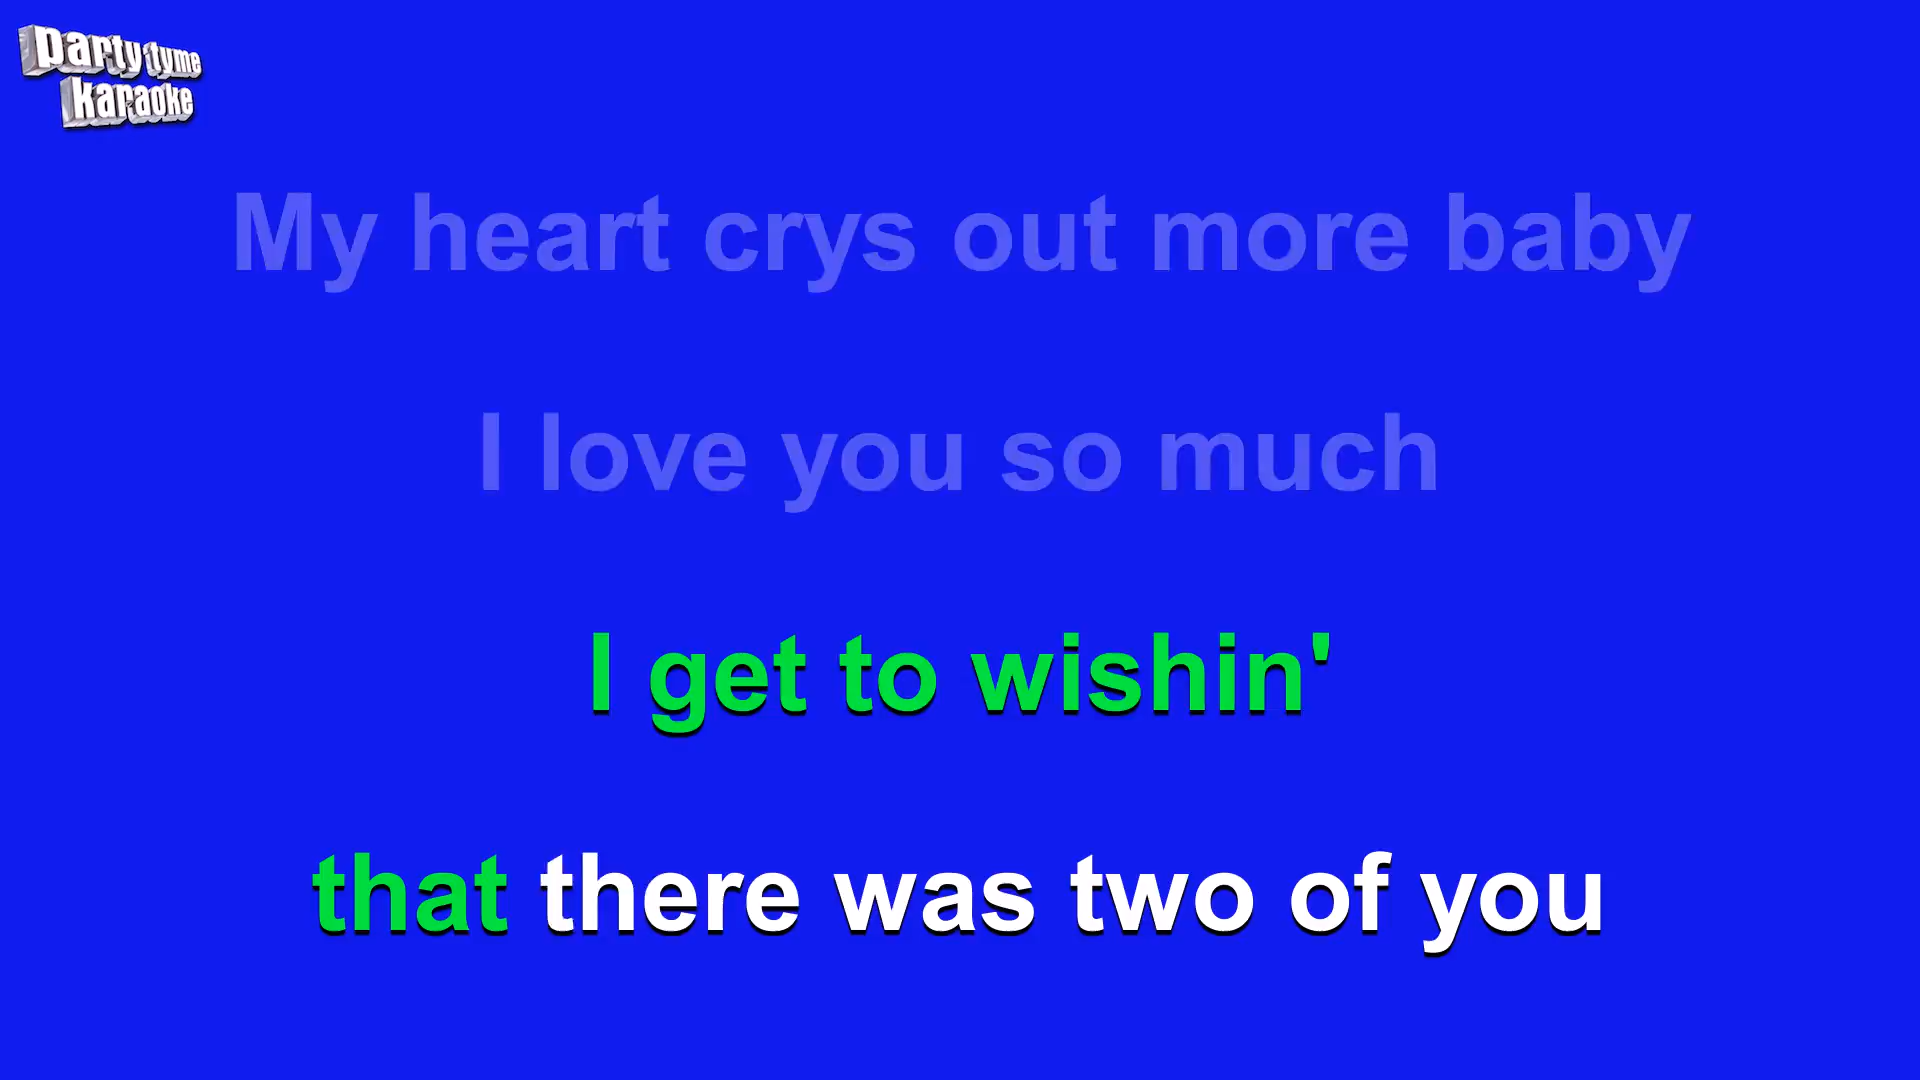 party tyme
karaoke
My heart crys out more baby
I love you so much
I get to wishin'
that there was two of you